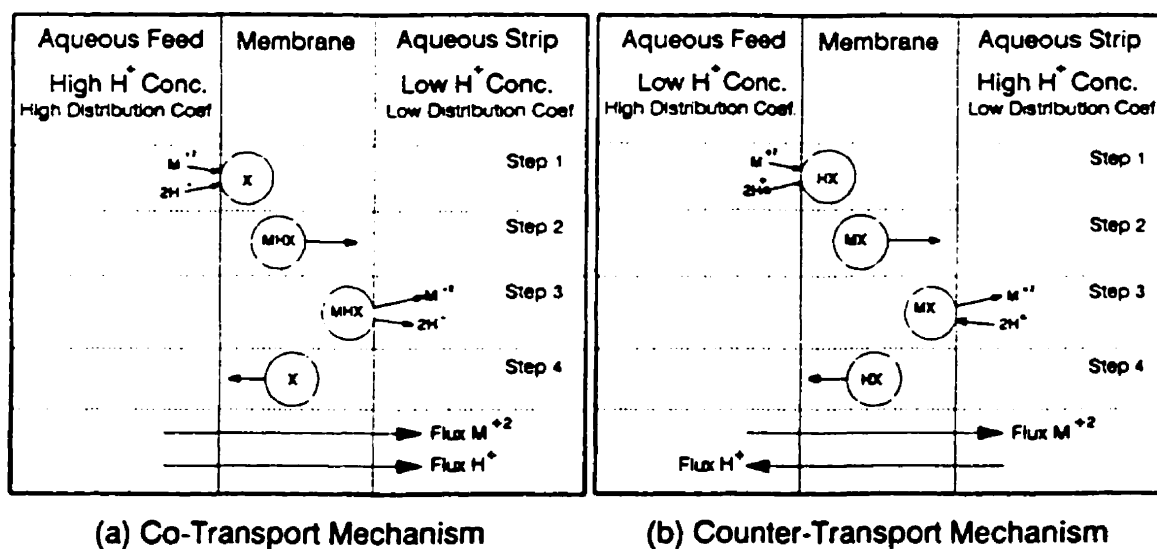 Aqueous Feed
High H+ Conc.
High Distribution Coef
Membrane
Aqueous Strip
Low H+ Conc.
Low Distribution Coef
Step 1
M+2
2H
X
Step 2
MHX
Step 3
MHX
M+2
2H
Step 4
X
Flux M+2
Flux H+
(a) Co-Transport Mechanism
Aqueous Feed
Low H+ Conc.
High Distribution Coef.
Membrane
Aqueous Strip
High H+ Conc.
Low Distribution Coef
Step 1
M+2
2H+
HX
Step 2
MX
Step 3
MX
M+2
2H+
Step 4
HX
Flux M+2
Flux H+
(b) Counter-Transport Mechanism